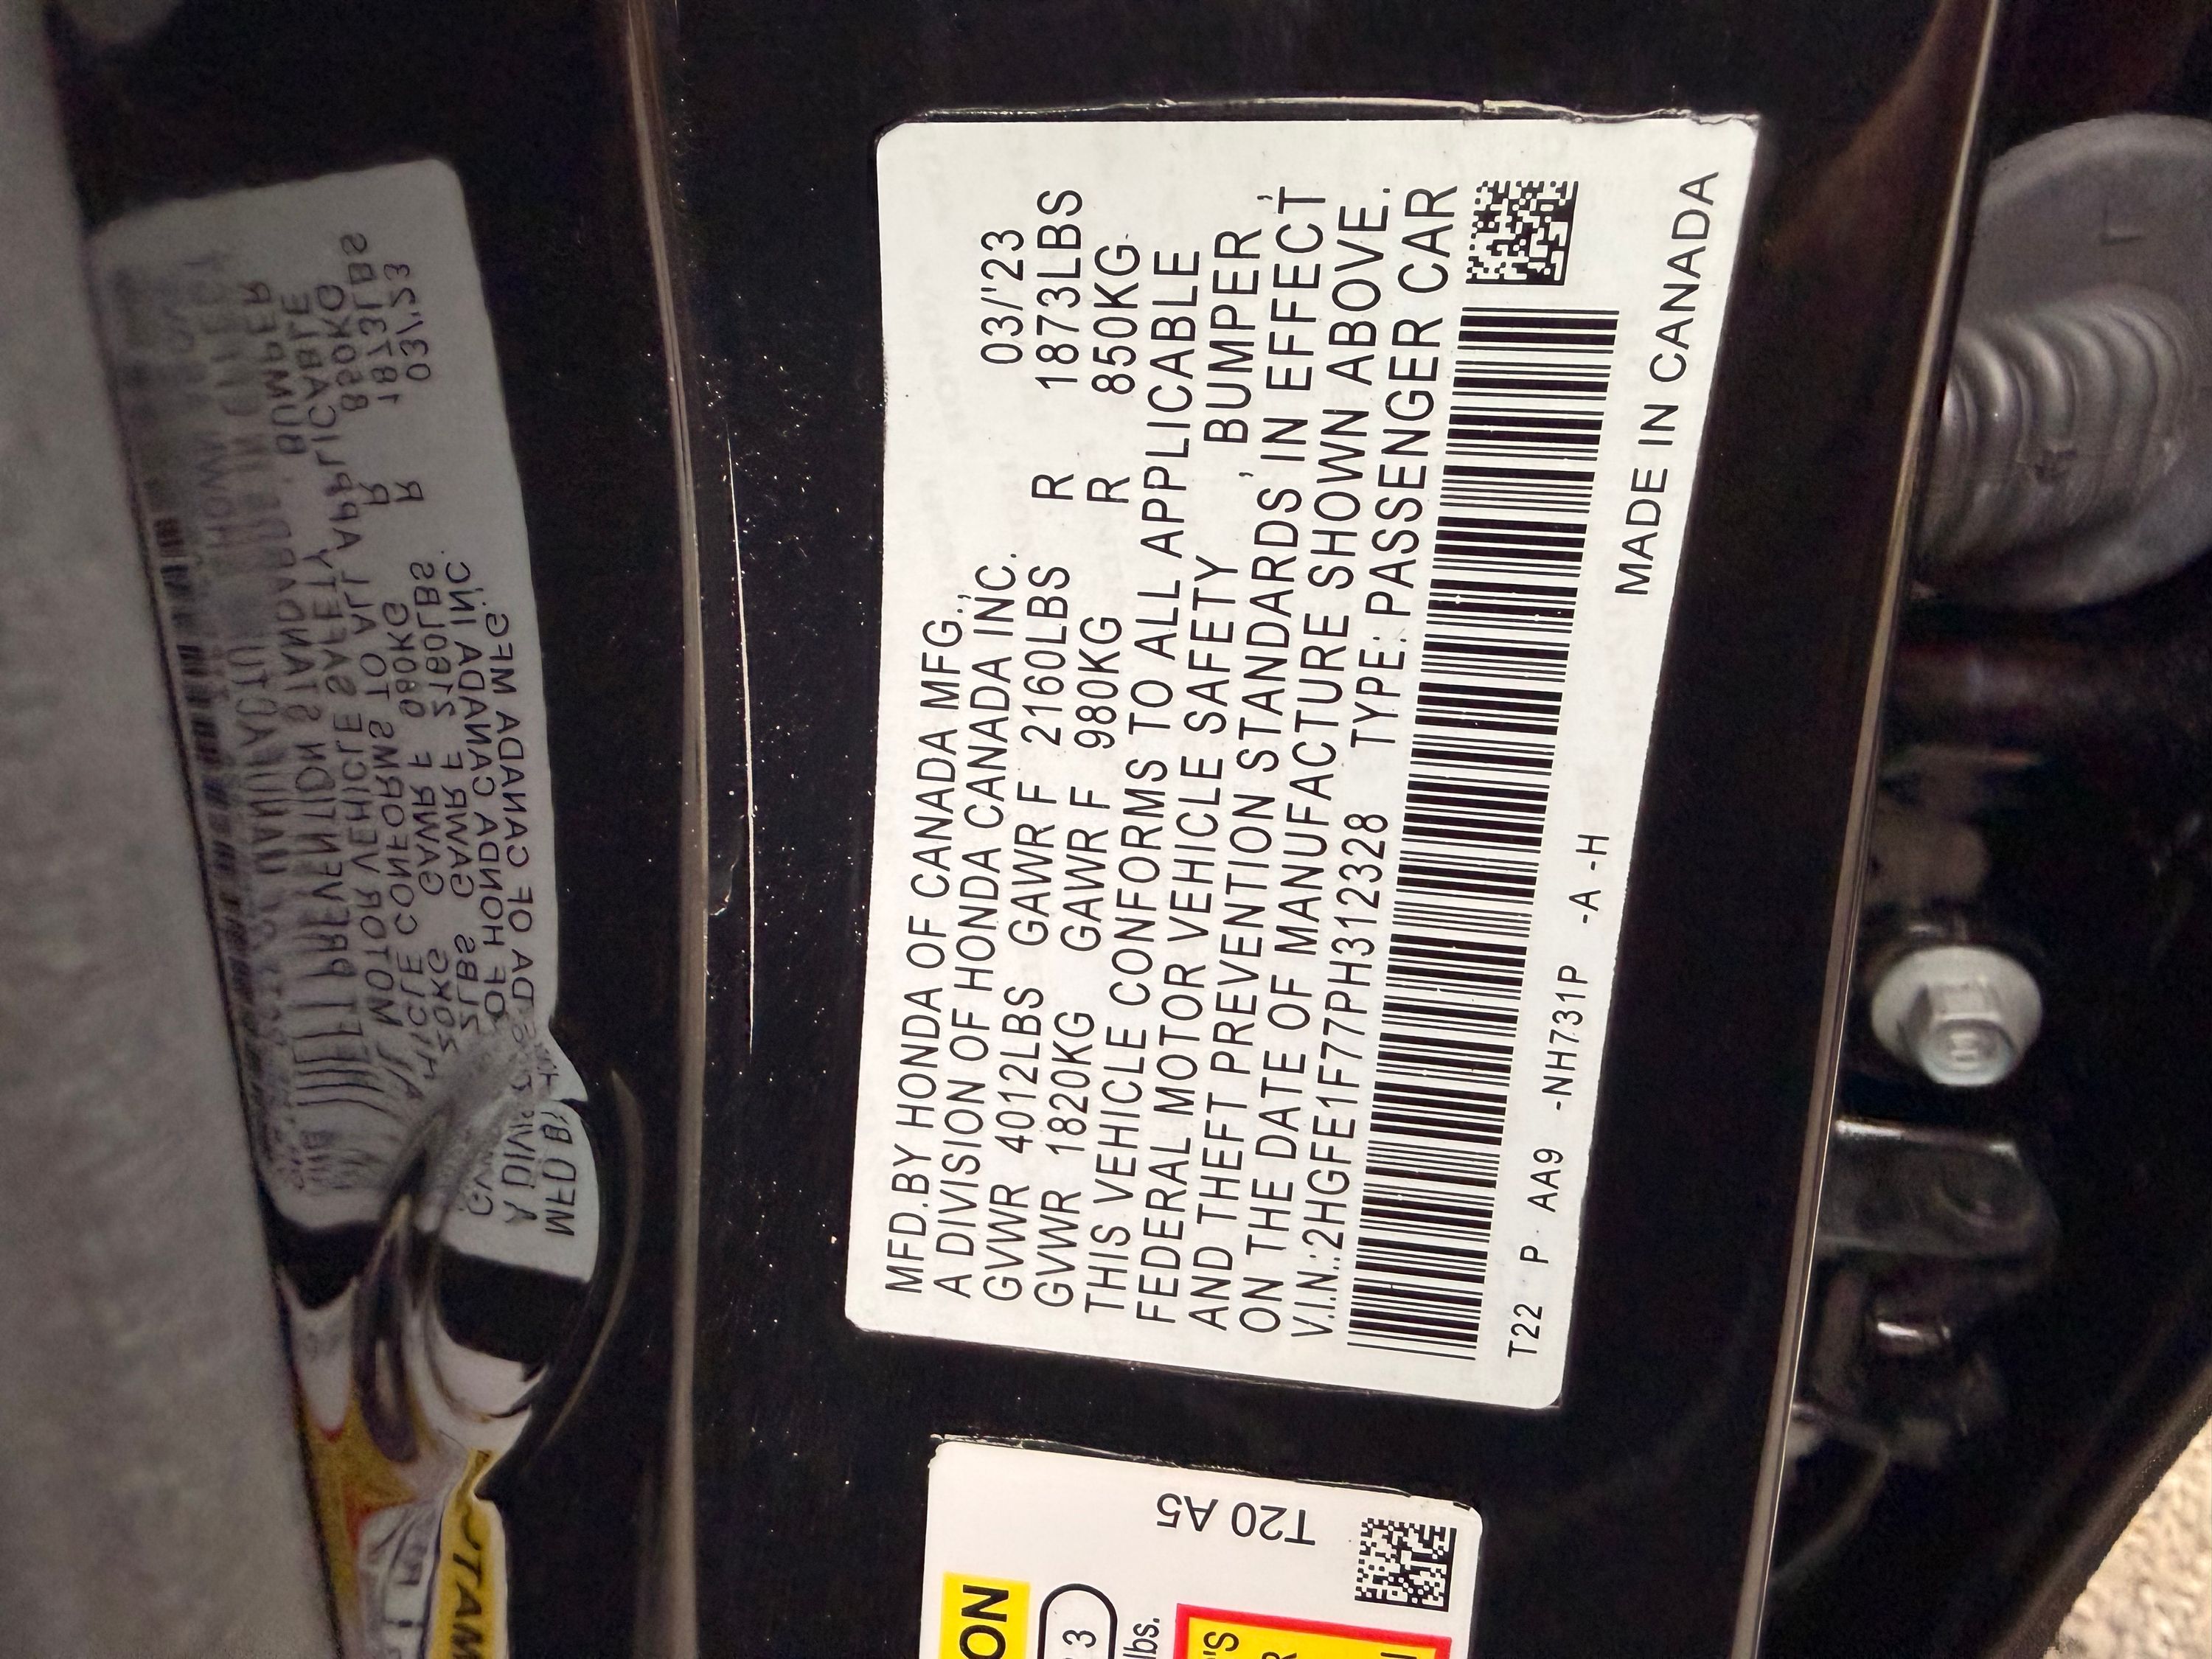 MFD.BY HONDA OF CANADA MFG.,
A DIVISION OF HONDA CANADA INC. 03/'23
GVWR 4012LBS GAWR F 2160LBS R 1873LBS
GVWR 1820KG GAWR F 980KG R 850KG
THIS VEHICLE CONFORMS TO ALL APPLICABLE
FEDERAL MOTOR VEHICLE SAFETY , BUMPER ,
AND THEFT PREVENTION STANDARDS IN EFFECT
ON THE DATE OF MANUFACTURE SHOWN ABOVE.
V.I.N.:2HGFE1F77PH312328 TYPE: PASSENGER CAR
T22 P AA9 -NH731P -A -H MADE IN CANADA
T20 A5
ON
3
lbs.
'S
R